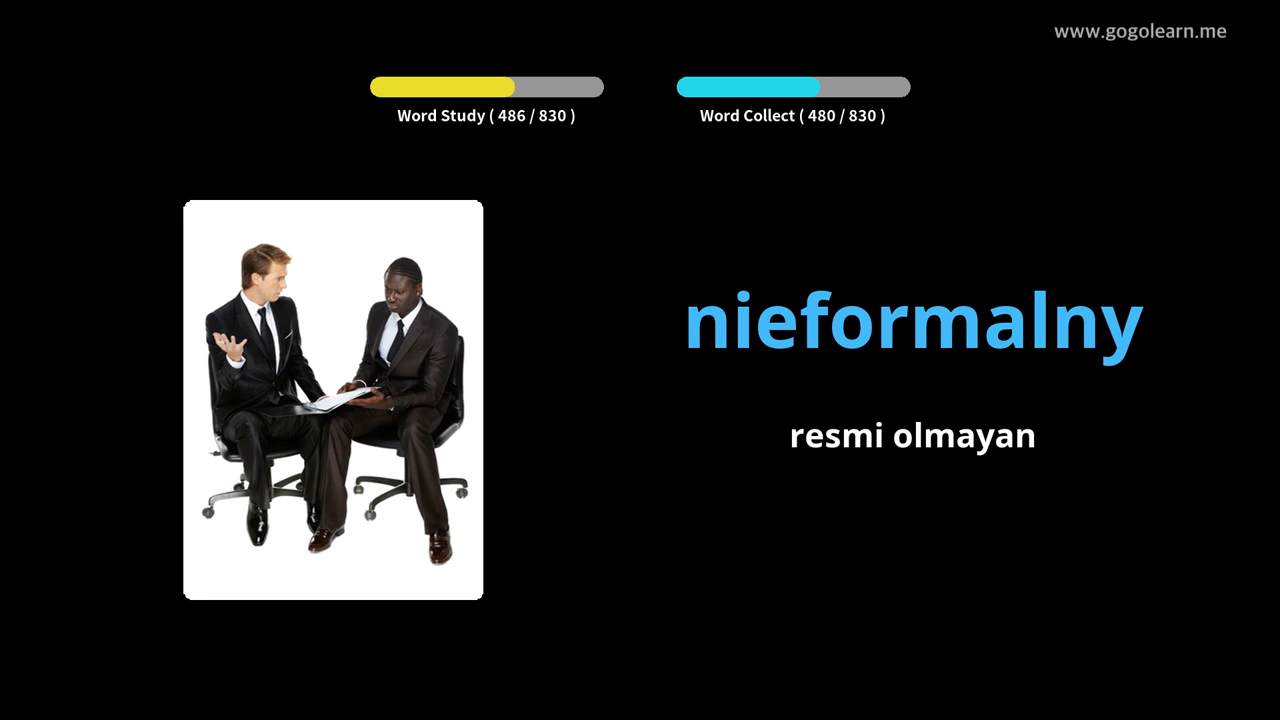 www.gogolearn.me
Word Study ( 486 / 830 )
Word Collect ( 480 / 830 )
nieformalny
resmi olmayan